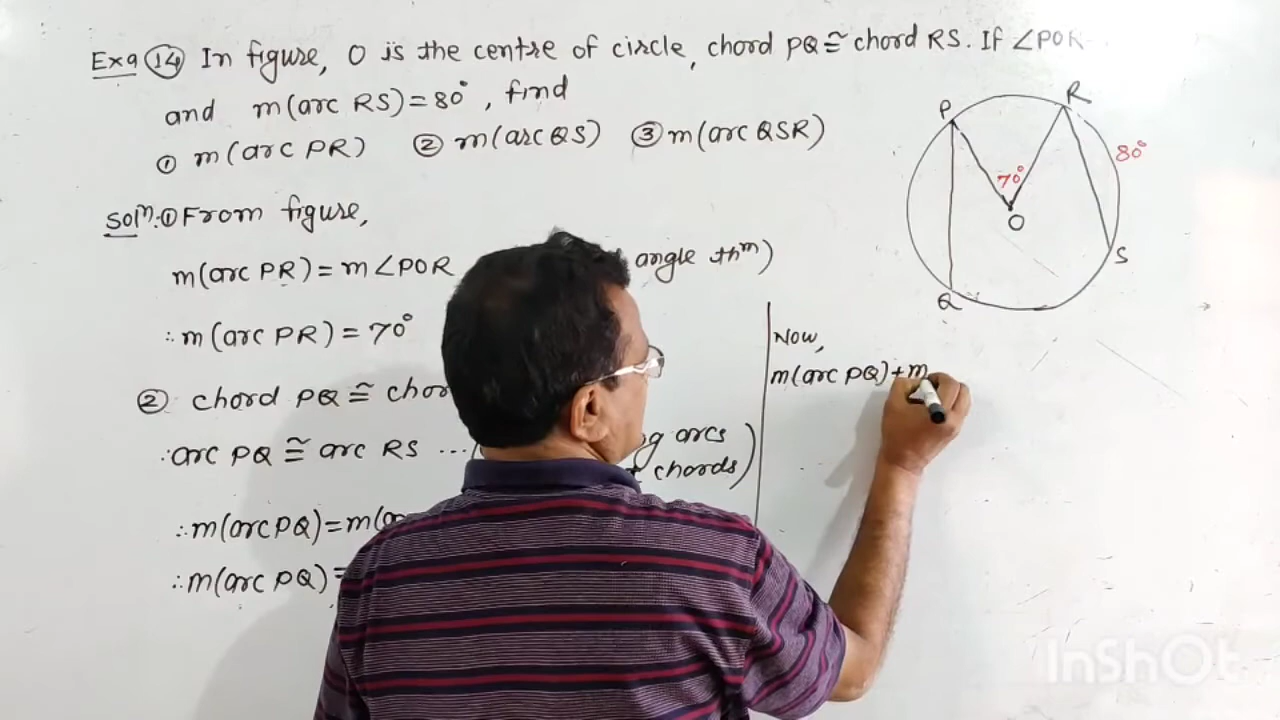 Exa 14 In figure, O is the centre of circle, chord PQ ≅ chord RS. If ∠POR
and m(arc RS) = 80°, find
① m(arc PR) ② m(arc QS) ③ m(arc QSR)
Solⁿ: ① From figure,
m(arc PR) = m∠POR angle thᵐ)
∴ m(arc PR) = 70°
② chord PQ ≅
∴ arc PQ ≅ arc RS ...( arcs
chords)
∴ m(arc PQ) = m(
∴ m(arc PQ) =
Now,
m(arc PQ) + m
P
R
80°
70°
O
S
Q
InShOt